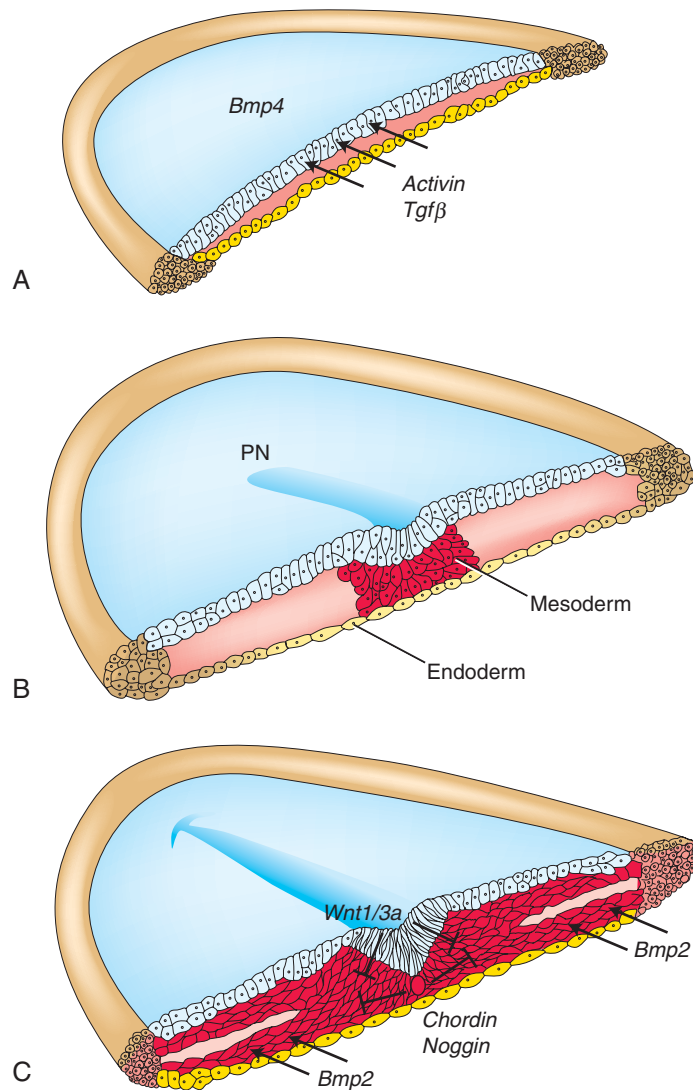 Bmp4
Activin
Tgfβ
A
PN
Mesoderm
Endoderm
B
Wnt1/3a
Bmp2
Chordin
Noggin
C
Bmp2